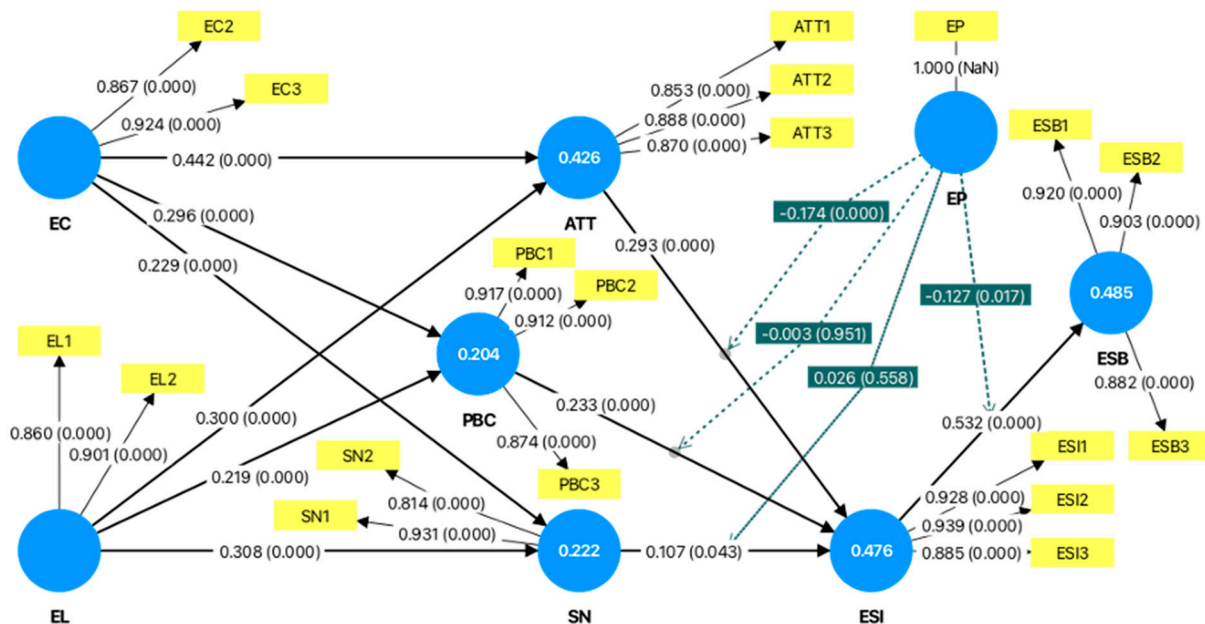 EC2
ATT1
EP
0.867 (0.000)
1.000 (NaN)
EC3
0.853 (0.000)
ATT2
0.924 (0.000)
0.888 (0.000)
ESB1
0.426
ATT3
0.870 (0.000)
0.442 (0.000)
ESB2
0.920 (0.000)
EP
EC
0.296 (0.000)
ATT
-0.174 (0.000)
0.903 (0.000)
0.293 (0.000)
PBC1
0.229 (0.000)
PBC2
0.917 (0.000)
0.485
-0.127 (0.017)
0.912 (0.000)
EL1
-0.003 (0.951)
0.204
ESB
EL2
0.026 (0.558)
0.882 (0.000)
0.300 (0.000)
PBC
0.233 (0.000)
0.532 (0.000)
0.860 (0.000)
0.874 (0.000)
0.901 (0.000)
SN2
ESI1
ESB3
0.219 (0.000)
PBC3
0.814 (0.000)
0.928 (0.000)
SN1
ESI2
0.931 (0.000)
0.939 (0.000)
0.308 (0.000)
0.222
0.107 (0.043)
0.476
0.885 (0.000)
ESI3
EL
SN
ESI